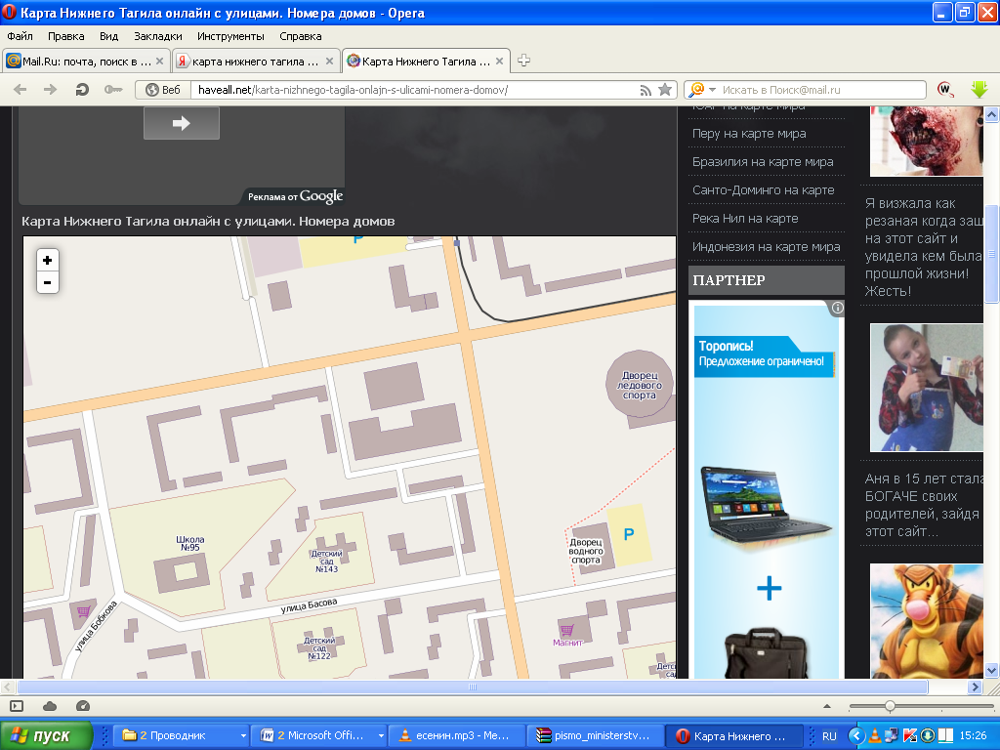 Карта Нижнего Тагила онлайн с улицами. Номера домов - Opera
Файл Правка Вид Закладки Инструменты Справка
Mail.Ru: почта, поиск в ...
карта нижнего тагила ...
Карта Нижнего Тагила ...
Веб
haveall.net/karta-nizhnego-tagila-onlajn-s-ulicami-nomera-domov/
Искать в Поиск@mail.ru
Реклама от Google
Карта Нижнего Тагила онлайн с улицами. Номера домов
+
-
P
Дворец
ледового
спорта
Школа
№95
Детский
сад
№143
Дворец
водного
спорта
P
улица Басова
улица Бобкова
Детский
сад
№122
Магнит
ЮАР на карте мира
Перу на карте мира
Бразилия на карте мира
Санто-Доминго на карте
Река Нил на карте
Индонезия на карте мира
ПАРТНЕР
Торопись!
Предложение ограничено!
+
Я визжала как
резаная когда заш
на этот сайт и
увидела кем была
прошлой жизни!
Жесть!
Аня в 15 лет стала
БОГАЧЕ своих
родителей, зайдя
этот сайт...
пуск
2 Проводник
2 Microsoft Offi...
есенин.mp3 - Me...
pismo_ministerstv...
Карта Нижнего ...
RU
15:26